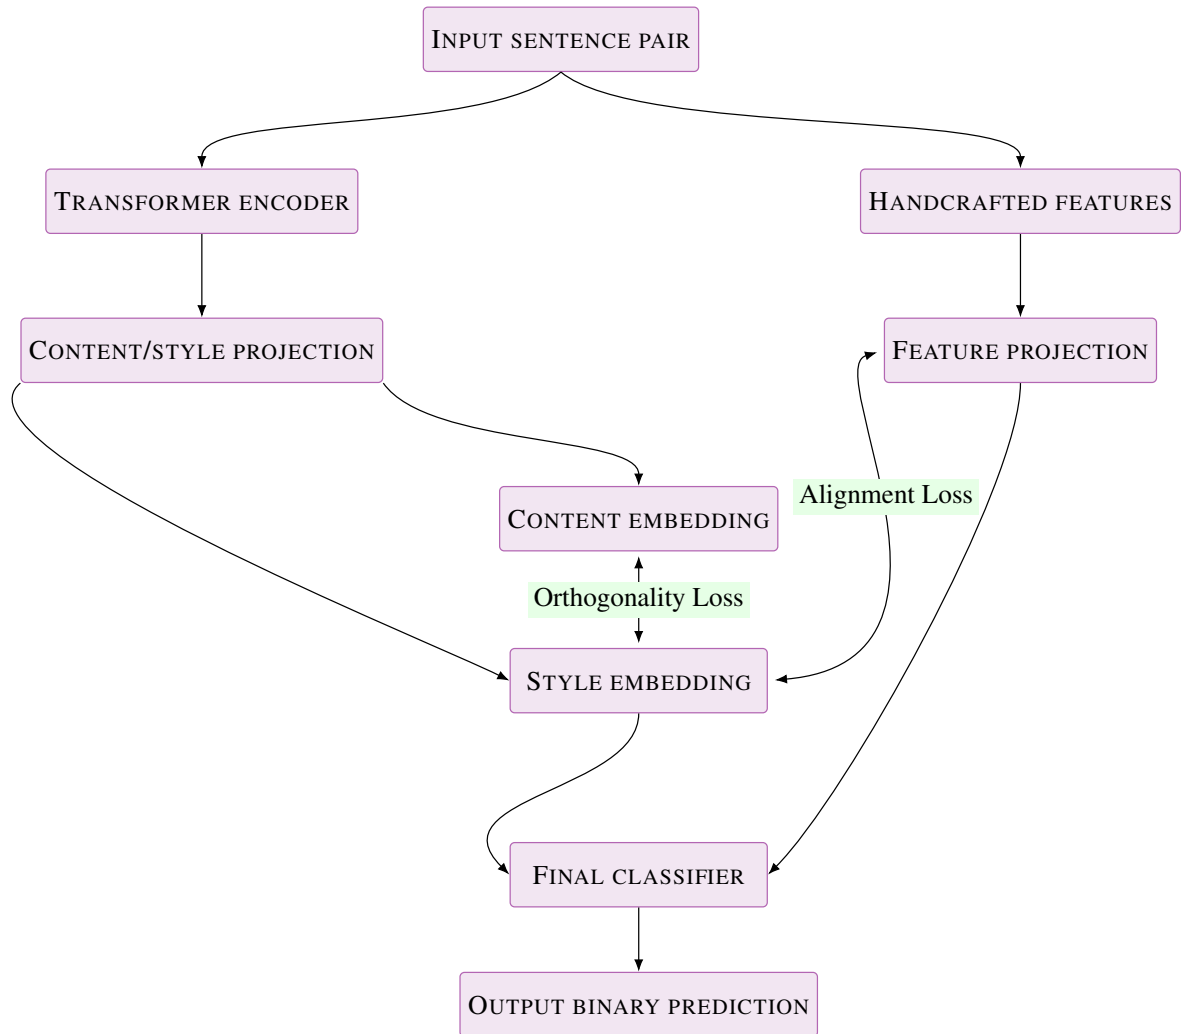 INPUT SENTENCE PAIR
TRANSFORMER ENCODER
HANDCRAFTED FEATURES
CONTENT/STYLE PROJECTION
FEATURE PROJECTION
Alignment Loss
CONTENT EMBEDDING
Orthogonality Loss
STYLE EMBEDDING
FINAL CLASSIFIER
OUTPUT BINARY PREDICTION